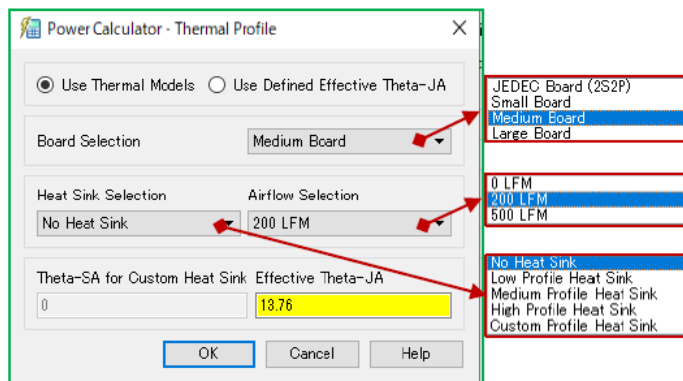 Power Calculator - Thermal Profile
Use Thermal Models
Use Defined Effective Theta-JA
Board Selection
Medium Board
Heat Sink Selection
Airflow Selection
No Heat Sink
200 LFM
Theta-SA for Custom Heat Sink
Effective Theta-JA
0
13.76
OK
Cancel
Help
JEDEC Board (2S2P)
Small Board
Medium Board
Large Board
0 LFM
200 LFM
500 LFM
No Heat Sink
Low Profile Heat Sink
Medium Profile Heat Sink
High Profile Heat Sink
Custom Profile Heat Sink